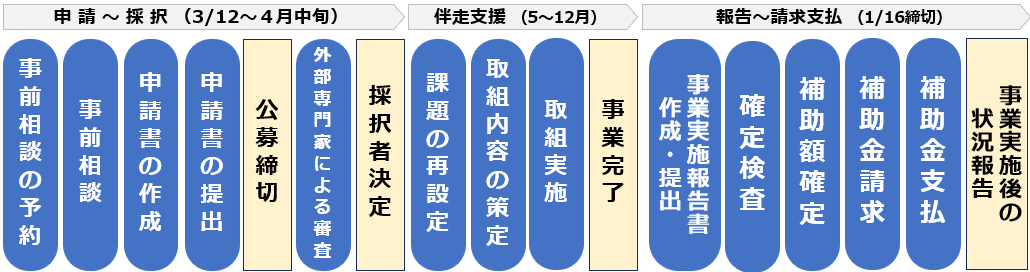 申 請 ～ 採 択 （3/12～４月中旬）
伴走支援 （5～12月)
報告～請求支払 （1/16締切)
事前相談の予約
事前相談
申請書の作成
申請書の提出
公募締切
外部専門家による審査
採択者決定
課題の再設定
取組内容の策定
取組実施
事業完了
事業実施報告書
作成・提出
確定検査
補助額確定
補助金請求
補助金支払
事業実施後の
状況報告